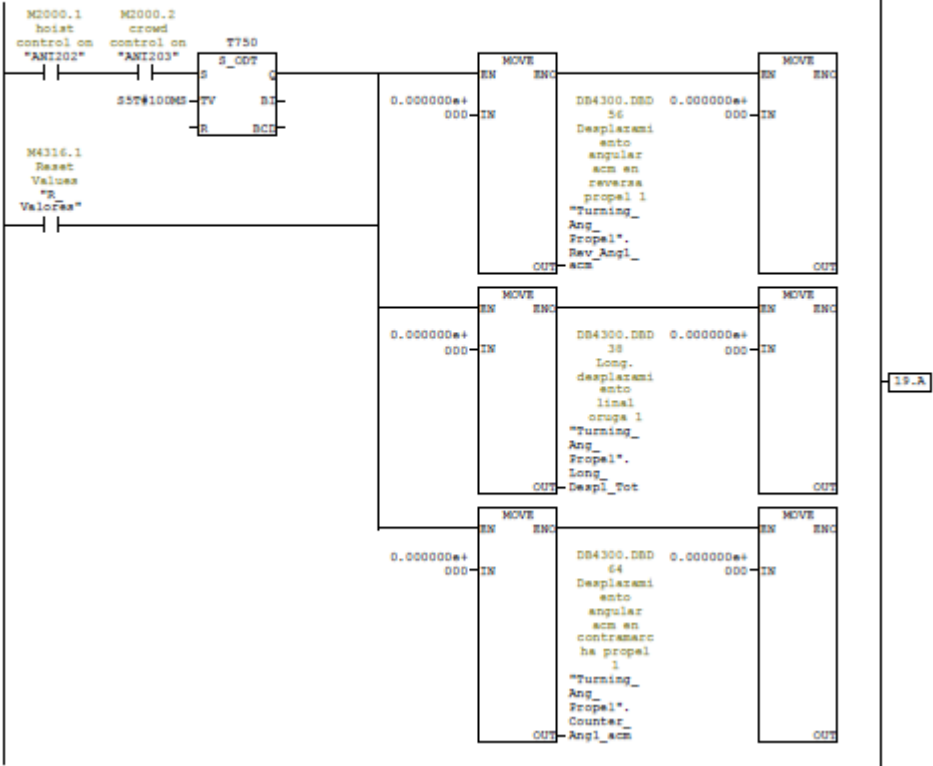 M2000.1
hoist
control on
"ANI202"
M2000.2
crowd
control on
"ANI203"
T750
S_ODT
S
Q
S5T#100MS
TV
BI
R
BCD
M4316.1
Reset
Values
"R_
Valores"
MOVE
EN
ENO
0.000000e+
000
IN
OUT
DB4300.DBD
56
Desplazami
ento
angular
acm en
reversa
propel 1
"Turning_
Ang_
Propel".
Rev_Angl_
acm
MOVE
EN
ENO
0.000000e+
000
IN
OUT
MOVE
EN
ENO
0.000000e+
000
IN
OUT
DB4300.DBD
38
Long.
desplazami
ento
linal
oruga 1
"Turning_
Ang_
Propel".
Long_
Despl_Tot
MOVE
EN
ENO
0.000000e+
000
IN
OUT
19.A
MOVE
EN
ENO
0.000000e+
000
IN
OUT
DB4300.DBD
64
Desplazami
ento
angular
acm en
contramarc
ha propel
1
"Turning_
Ang_
Propel".
Counter_
Angl_acm
MOVE
EN
ENO
0.000000e+
000
IN
OUT